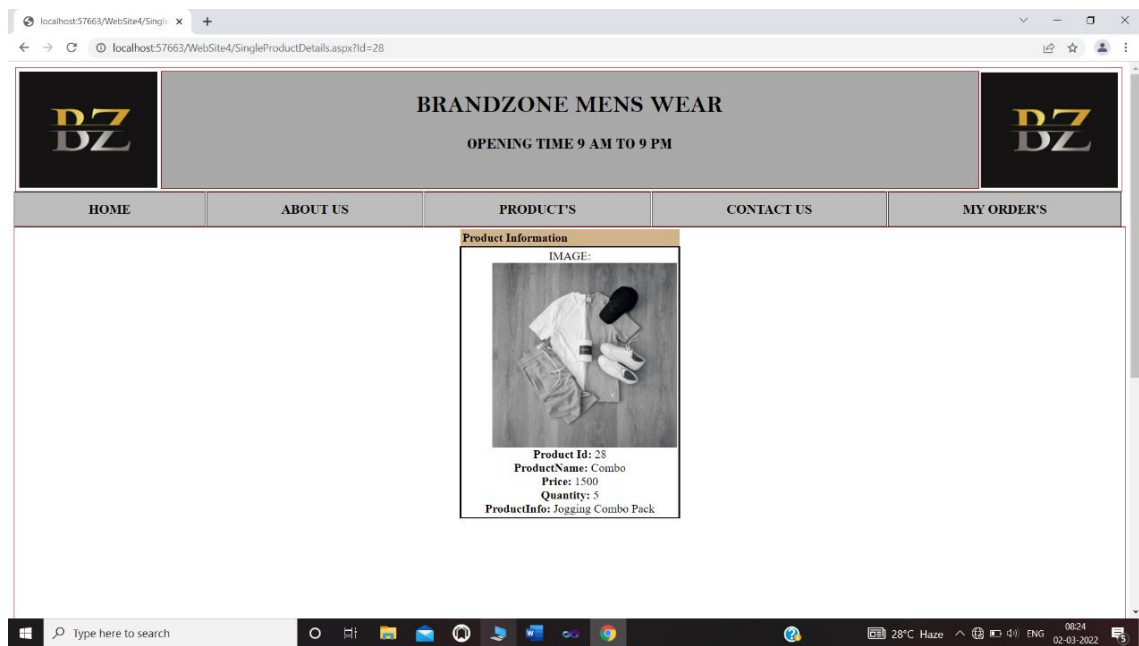 localhost:57663/WebSite4/Single
localhost:57663/WebSite4/SingleProductDetails.aspx?Id=28
BZ
BRANDZONE MENS WEAR
OPENING TIME 9 AM TO 9 PM
BZ
HOME ABOUT US PRODUCT'S CONTACT US MY ORDER'S
Product Information
IMAGE:
Product Id: 28
ProductName: Combo
Price: 1500
Quantity: 5
ProductInfo: Jogging Combo Pack
Type here to search
28°C Haze
ENG
08:24
02-03-2022
5